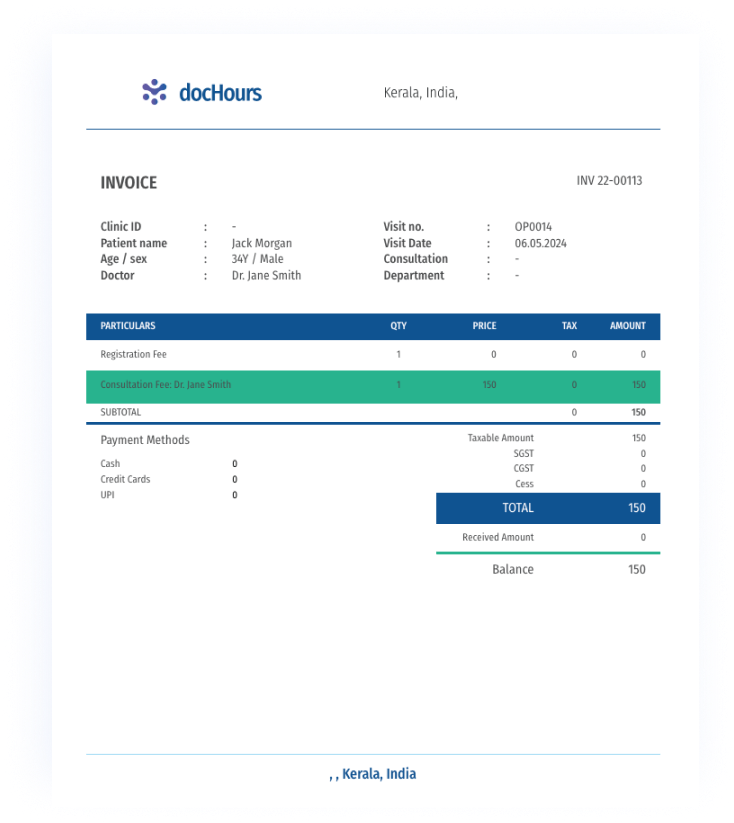 docHours
Kerala, India,
INVOICE
INV 22-00113
Clinic ID : - Visit no. : OP0014
Patient name : Jack Morgan Visit Date : 06.05.2024
Age / sex : 34Y / Male Consultation : -
Doctor : Dr. Jane Smith Department : -
PARTICULARS QTY PRICE TAX AMOUNT
Registration Fee 1 0 0 0
Consultation Fee: Dr. Jane Smith 1 150 0 150
SUBTOTAL 0 150
Payment Methods
Cash 0
Credit Cards 0
UPI 0
Taxable Amount 150
SGST 0
CGST 0
Cess 0
TOTAL 150
Received Amount 0
Balance 150
, , Kerala, India